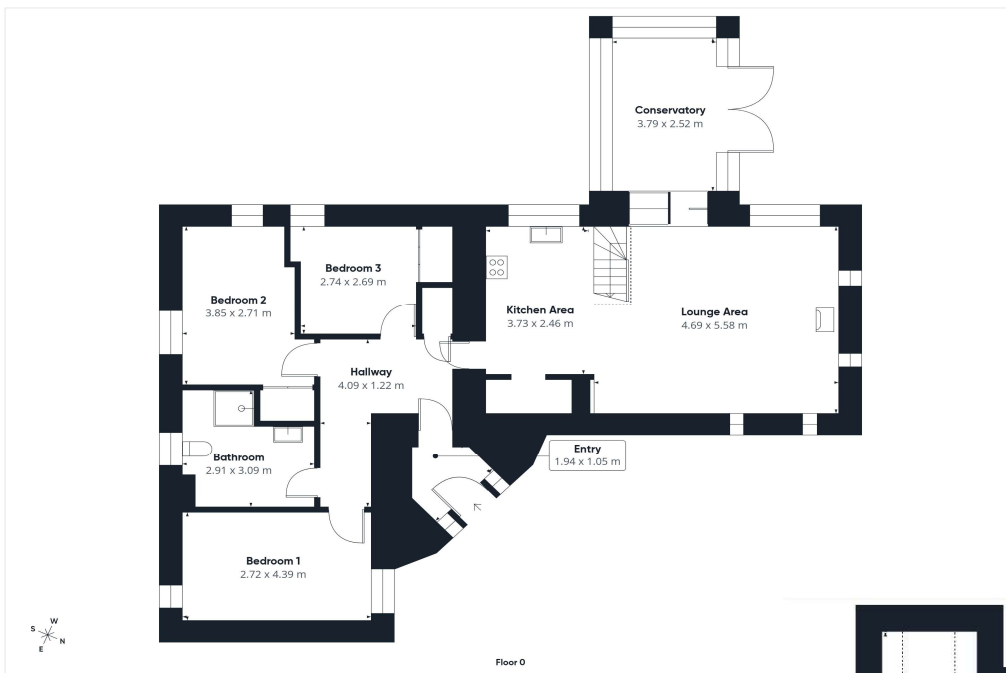 Conservatory
3.79 x 2.52 m
Bedroom 3
2.74 x 2.69 m
Bedroom 2
3.85 x 2.71 m
Kitchen Area
3.73 x 2.46 m
Lounge Area
4.69 x 5.58 m
Hallway
4.09 x 1.22 m
Entry
1.94 x 1.05 m
Bathroom
2.91 x 3.09 m
Bedroom 1
2.72 x 4.39 m
W
S
N
E
Floor 0